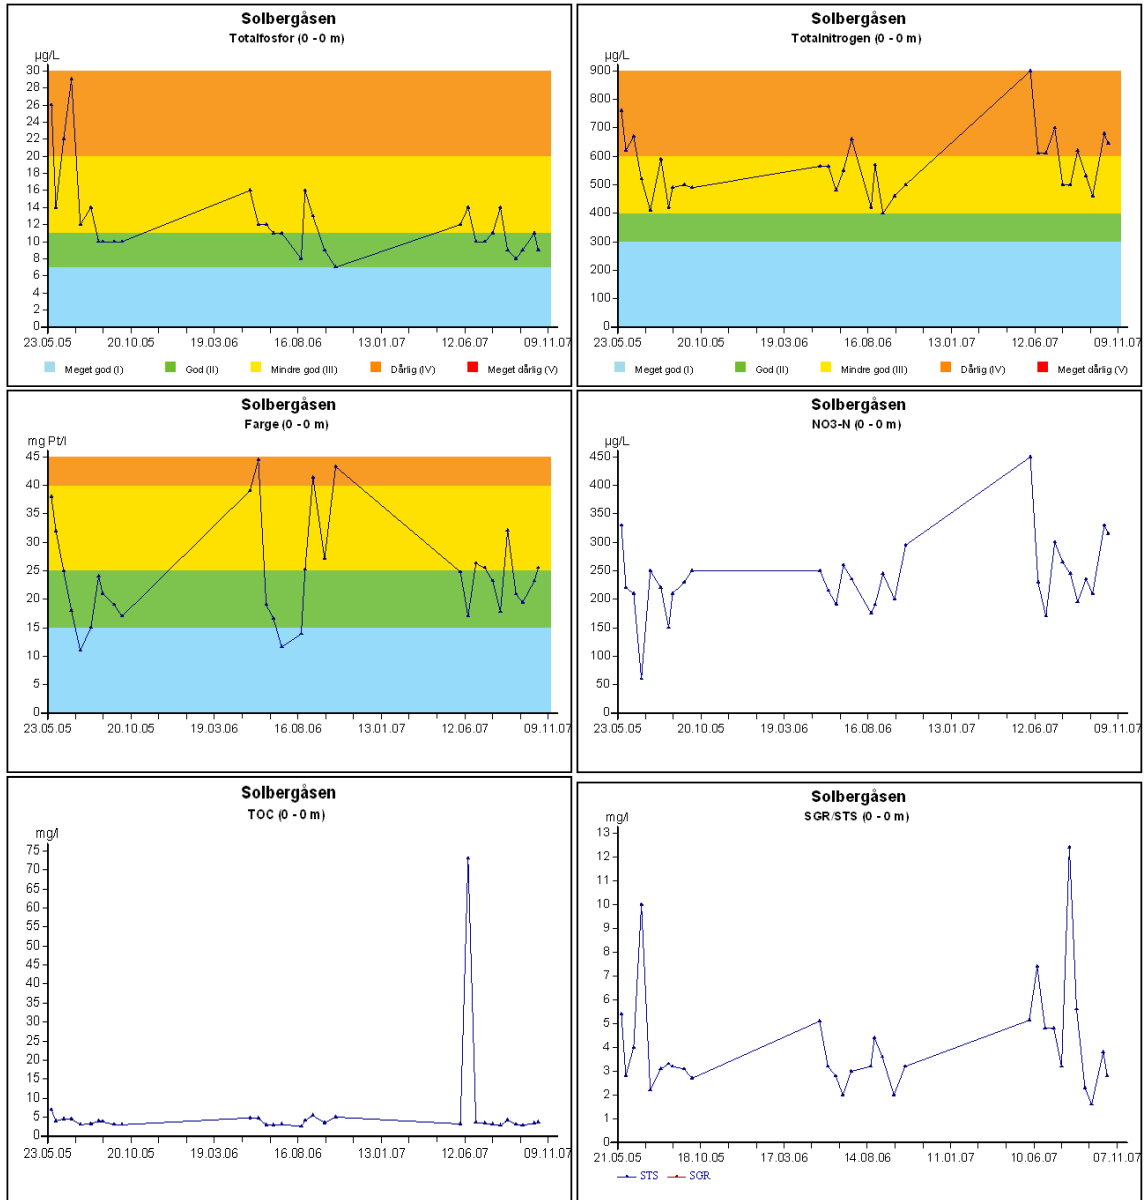 Solbergåsen
Totalfosfor (0 - 0 m)
µg/L
30
28
26
24
22
20
18
16
14
12
10
8
6
4
2
0
23.05.05 20.10.05 19.03.06 16.08.06 13.01.07 12.06.07 09.11.07
Meget god (I) God (II) Mindre god (III) Dårlig (IV) Meget dårlig (V)
Solbergåsen
Totalnitrogen (0 - 0 m)
µg/L
900
800
700
600
500
400
300
200
100
0
23.05.05 20.10.05 19.03.06 16.08.06 13.01.07 12.06.07 09.11.07
Meget god (I) God (II) Mindre god (III) Dårlig (IV) Meget dårlig (V)
Solbergåsen
Farge (0 - 0 m)
mg Pt/l
45
40
35
30
25
20
15
10
5
0
23.05.05 20.10.05 19.03.06 16.08.06 13.01.07 12.06.07 09.11.07
Solbergåsen
NO3-N (0 - 0 m)
µg/L
450
400
350
300
250
200
150
100
50
0
23.05.05 20.10.05 19.03.06 16.08.06 13.01.07 12.06.07 09.11.07
Solbergåsen
TOC (0 - 0 m)
mg/l
75
70
65
60
55
50
45
40
35
30
25
20
15
10
5
0
23.05.05 20.10.05 19.03.06 16.08.06 13.01.07 12.06.07 09.11.07
Solbergåsen
SGR/STS (0 - 0 m)
mg/l
13
12
11
10
9
8
7
6
5
4
3
2
1
0
21.05.05 18.10.05 17.03.06 14.08.06 11.01.07 10.06.07 07.11.07
STS SGR